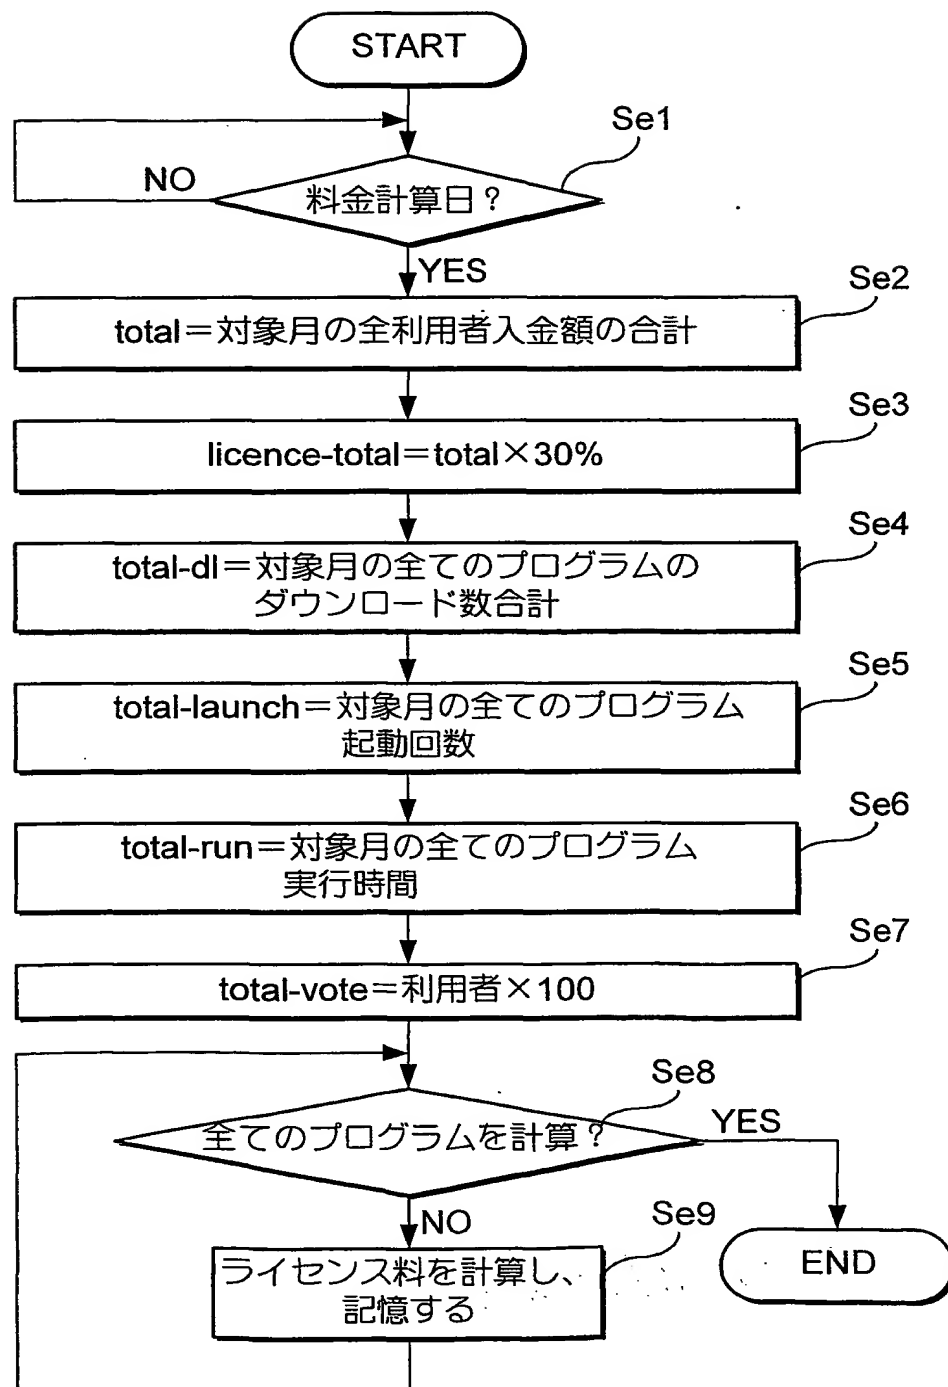 START
Se1
NO
料金計算日?
YES
Se2
total=対象月の全利用者入金額の合計
Se3
licence-total=total×30%
Se4
total-dl=対象月の全てのプログラムの
ダウンロード数合計
Se5
total-launch=対象月の全てのプログラム
起動回数
Se6
total-run=対象月の全てのプログラム
実行時間
Se7
total-vote=利用者×100
Se8
全てのプログラムを計算?
YES
NO
Se9
ライセンス料を計算し、
記憶する
END